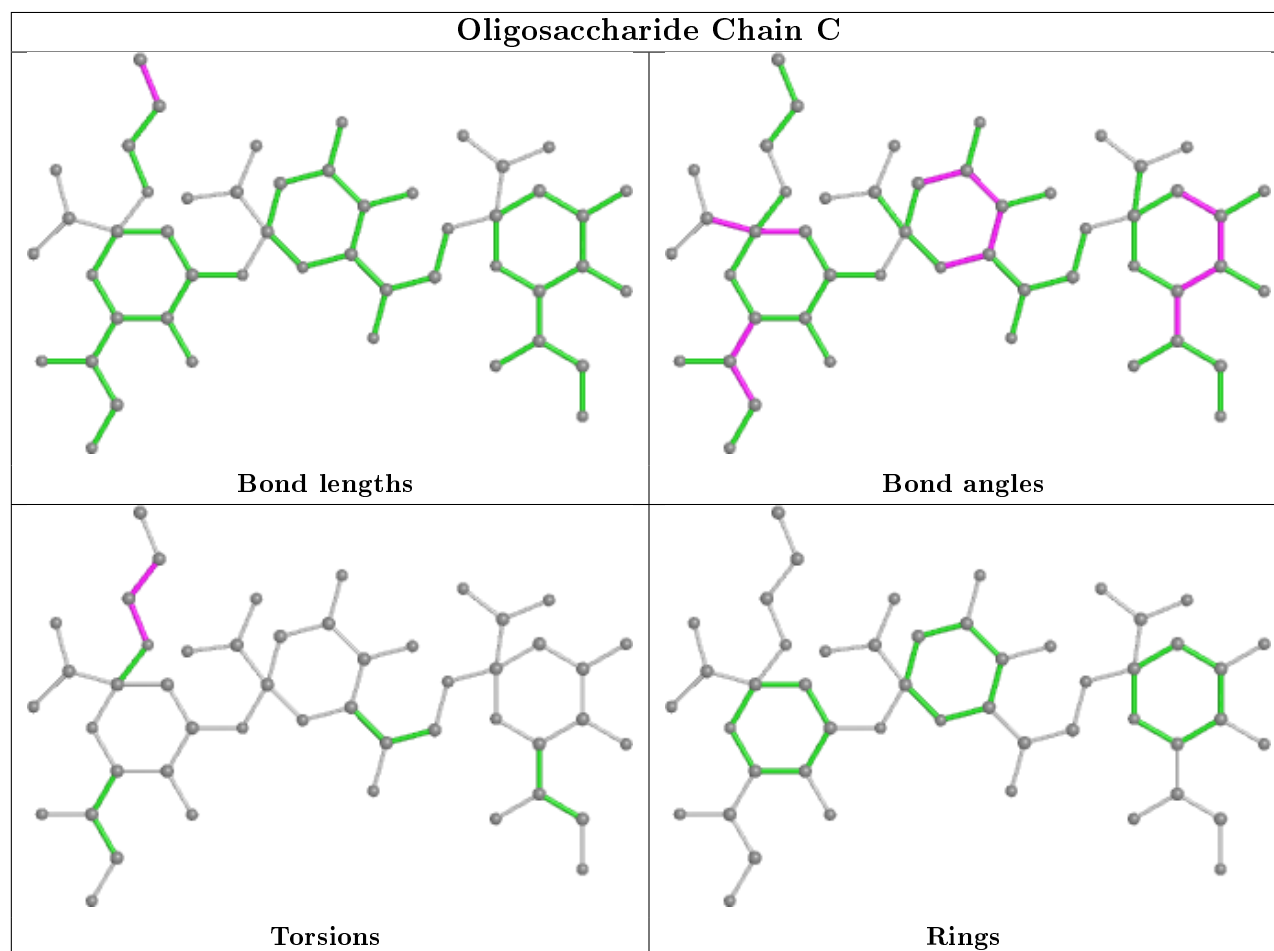 Oligosaccharide Chain C
Bond lengths
Bond angles
Torsions
Rings